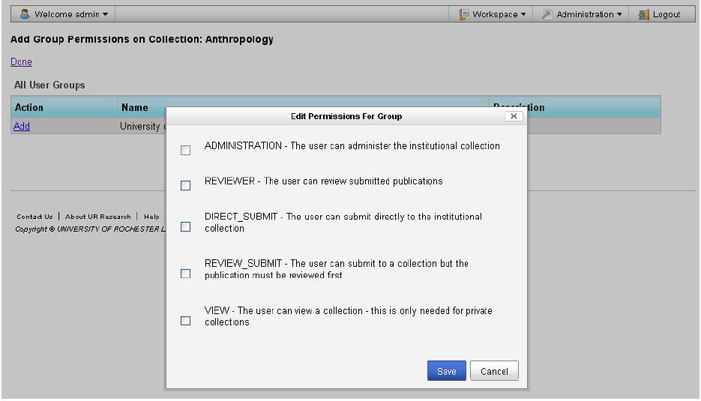 Welcome admin
Workspace
Administration
Logout
Add Group Permissions on Collection: Anthropology
Done
All User Groups
Action
Name
Description
Add
University
Edit Permissions For Group
ADMINISTRATION - The user can administer the institutional collection
REVIEWER - The user can review submitted publications
DIRECT_SUBMIT - The user can submit directly to the institutional
collection
REVIEW_SUBMIT - The user can submit to a collection but the
publication must be reviewed first
VIEW - The user can view a collection - this is only needed for private
collections
Save
Cancel
Contact Us | About UR Research | Help
Copyright © UNIVERSITY OF ROCHESTER L